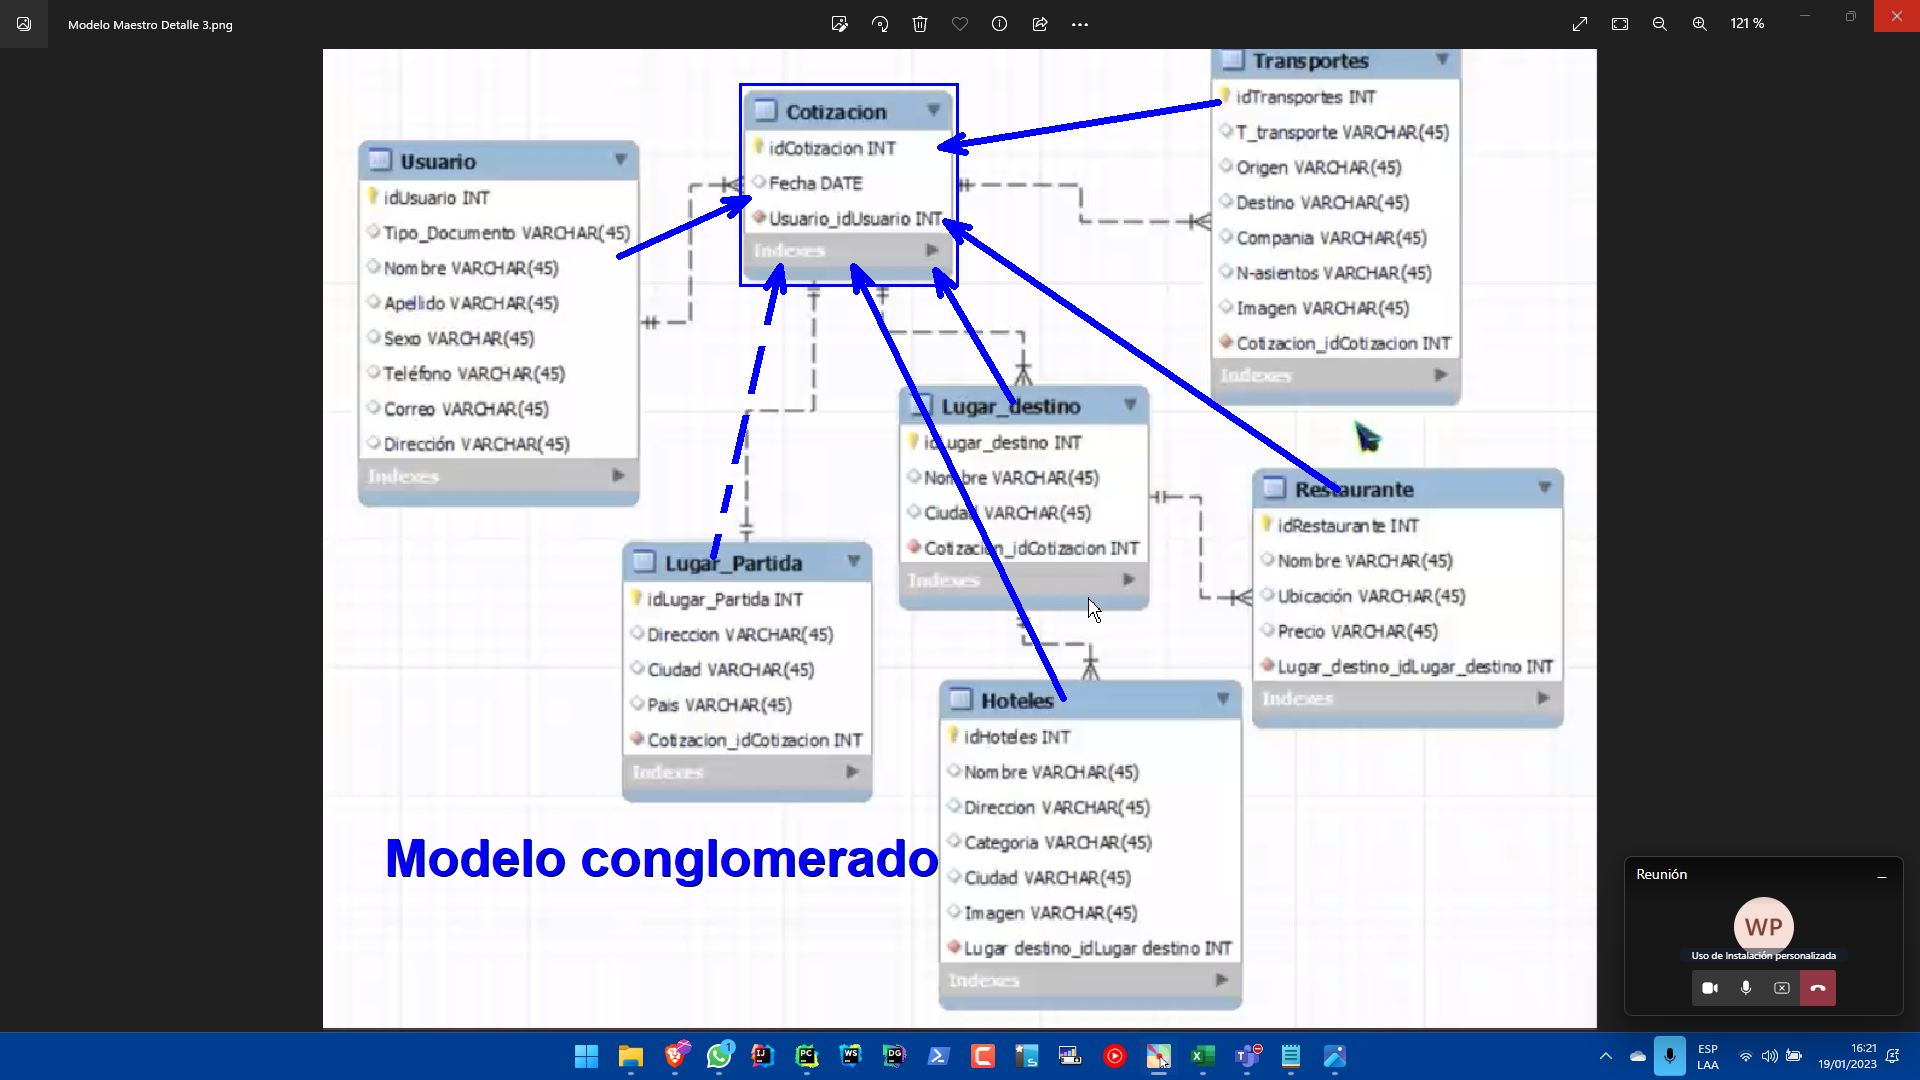 Modelo Maestro Detalle 3.png
121 %
Usuario
idUsuario INT
Tipo_Documento VARCHAR(45)
Nombre VARCHAR(45)
Apellido VARCHAR(45)
Sexo VARCHAR(45)
Teléfono VARCHAR(45)
Correo VARCHAR(45)
Dirección VARCHAR(45)
Indexes
Cotizacion
idCotizacion INT
Fecha DATE
Usuario_idUsuario INT
Indexes
Transportes
idTransportes INT
T_transporte VARCHAR(45)
Origen VARCHAR(45)
Destino VARCHAR(45)
Compania VARCHAR(45)
N-asientos VARCHAR(45)
Imagen VARCHAR(45)
Cotizacion_idCotizacion INT
Indexes
Lugar_destino
idLugar_destino INT
Nombre VARCHAR(45)
Ciudad VARCHAR(45)
Cotizacion_idCotizacion INT
Indexes
Restaurante
idRestaurante INT
Nombre VARCHAR(45)
Ubicación VARCHAR(45)
Precio VARCHAR(45)
Lugar_destino_idLugar_destino INT
Indexes
Lugar_Partida
idLugar_Partida INT
Direccion VARCHAR(45)
Ciudad VARCHAR(45)
Pais VARCHAR(45)
Cotizacion_idCotizacion INT
Indexes
Hoteles
idHoteles INT
Nombre VARCHAR(45)
Direccion VARCHAR(45)
Categoria VARCHAR(45)
Ciudad VARCHAR(45)
Imagen VARCHAR(45)
Lugar destino_idLugar destino INT
Indexes
Modelo conglomerado
Reunión
WP
Uso de Instalación personalizada
1
IJ
PC
WS
DG
ESP
LAA
16:21
19/01/2023